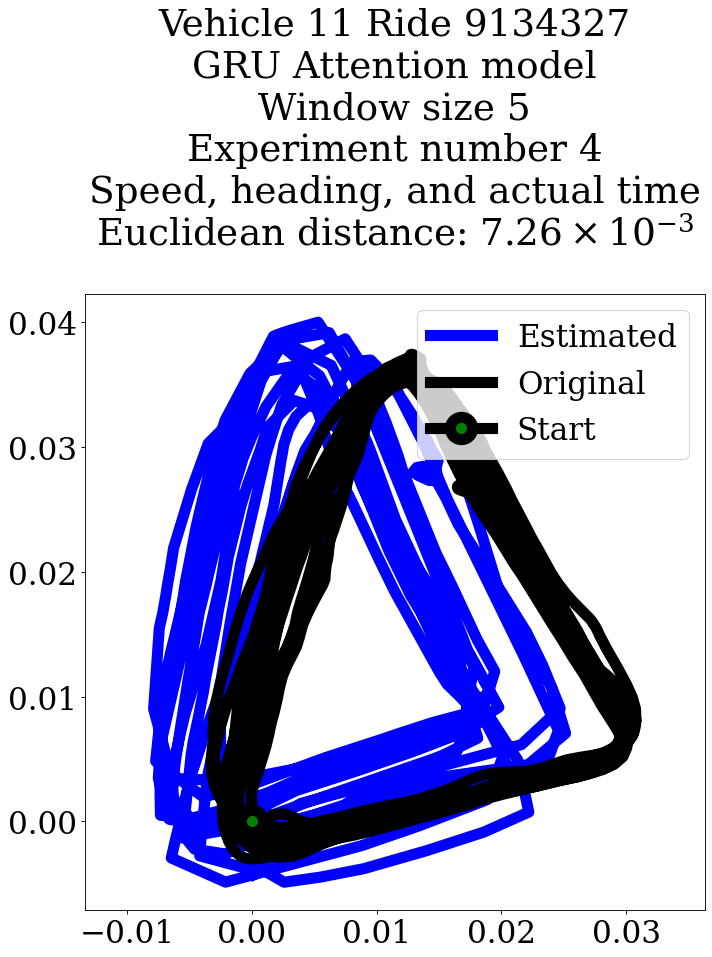 Vehicle 11 Ride 9134327
GRU Attention model
Window size 5
Experiment number 4
Speed, heading, and actual time
Euclidean distance: 7.26 × 10⁻³
0.04
Estimated
Original
Start
0.03
0.02
0.01
0.00
−0.01 0.00 0.01 0.02 0.03